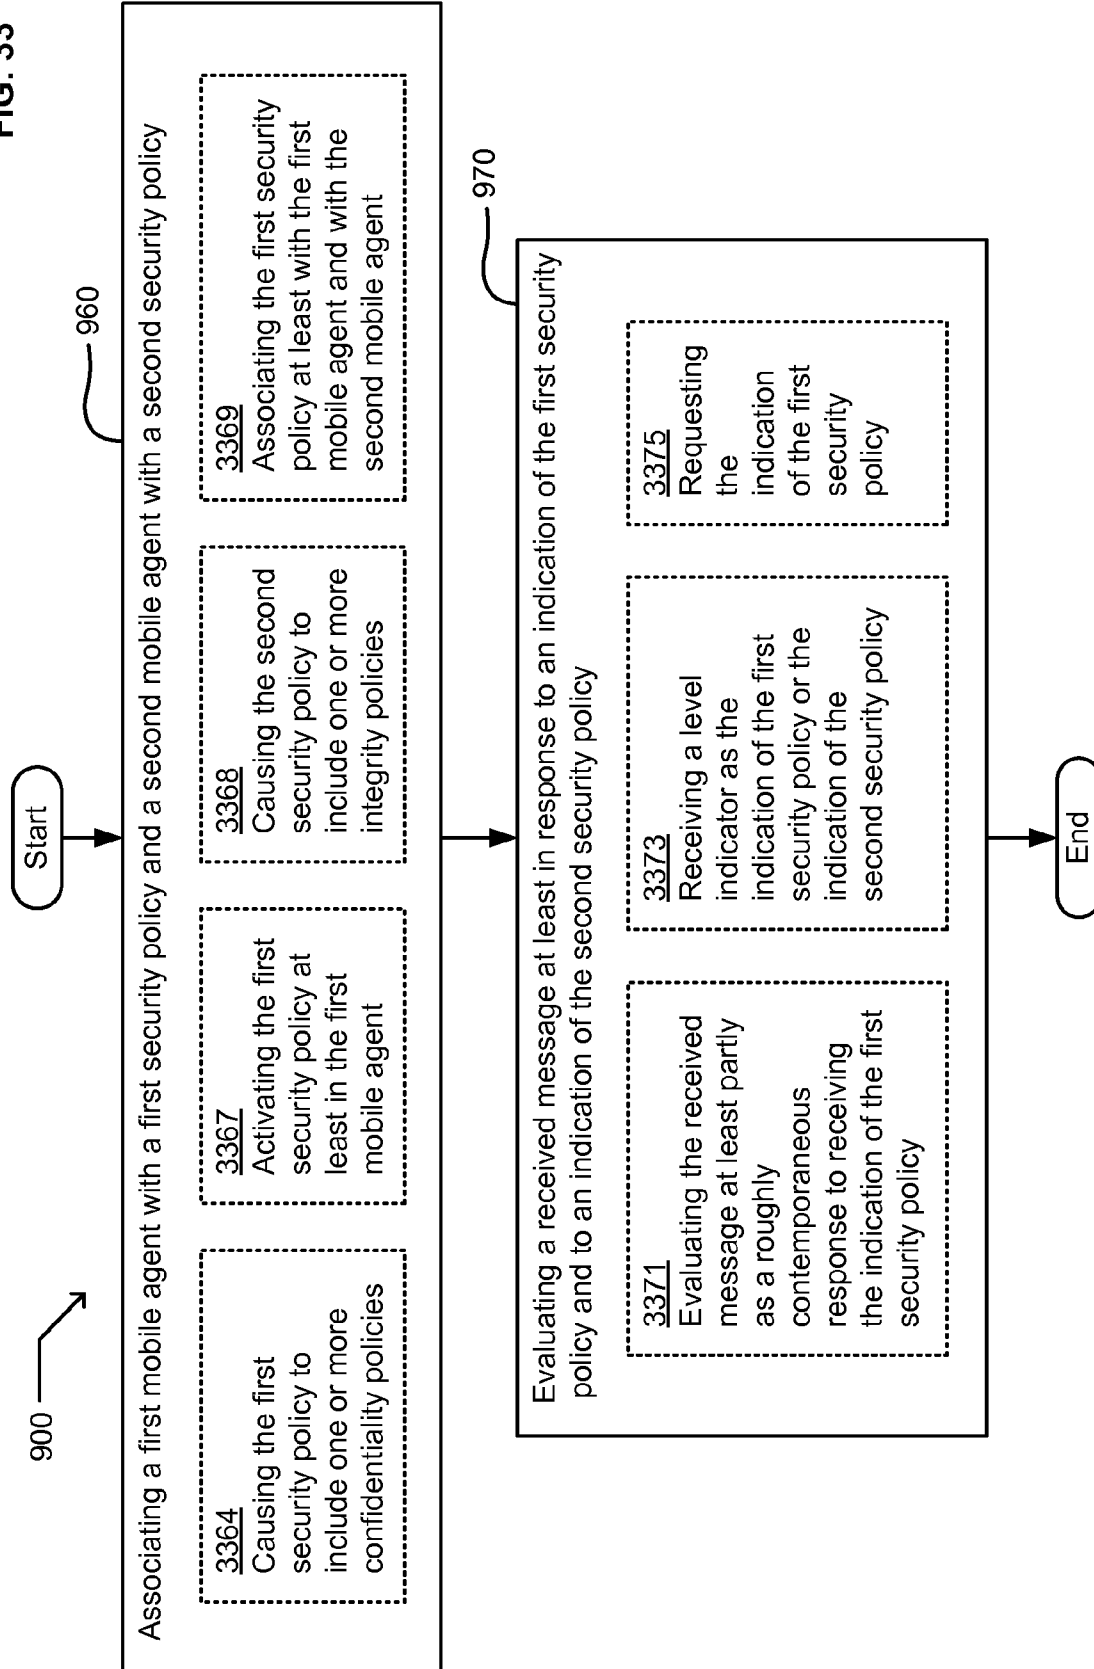 FIG. 33
900
Start
960
Associating a first mobile agent with a first security policy and a second mobile agent with a second security policy
3364
Causing the first
security policy to
include one or more
confidentiality policies
3367
Activating the first
security policy at
least in the first
mobile agent
3368
Causing the second
security policy to
include one or more
integrity policies
3369
Associating the first security
policy at least with the first
mobile agent and with the
second mobile agent
970
Evaluating a received message at least in response to an indication of the first security
policy and to an indication of the second security policy
3371
Evaluating the received
message at least partly
as a roughly
contemporaneous
response to receiving
the indication of the first
security policy
3373
Receiving a level
indicator as the
indication of the first
security policy or the
indication of the
second security policy
3375
Requesting
the
indication
of the first
security
policy
End